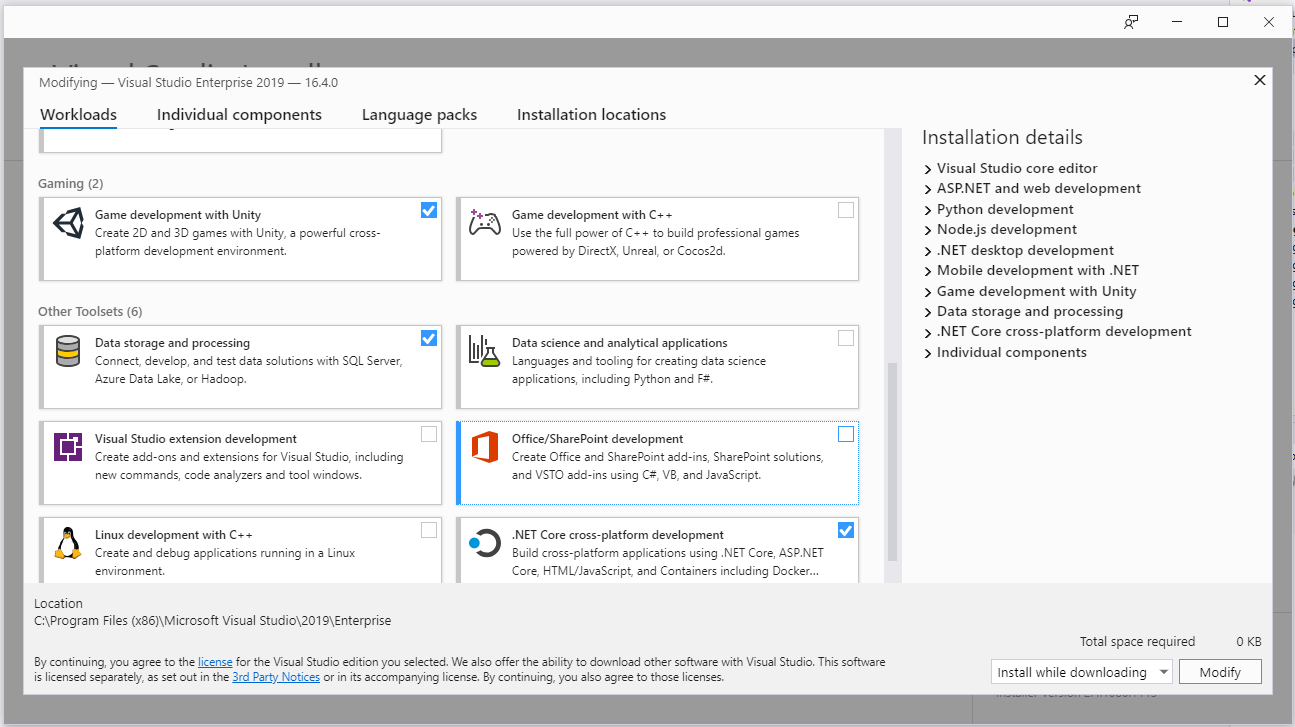 Modifying — Visual Studio Enterprise 2019 — 16.4.0
Workloads
Individual components
Language packs
Installation locations
Gaming (2)
Game development with Unity
Create 2D and 3D games with Unity, a powerful cross-
platform development environment.
Game development with C++
Use the full power of C++ to build professional games
powered by DirectX, Unreal, or Cocos2d.
Other Toolsets (6)
Data storage and processing
Connect, develop, and test data solutions with SQL Server,
Azure Data Lake, or Hadoop.
Data science and analytical applications
Languages and tooling for creating data science
applications, including Python and F#.
Visual Studio extension development
Create add-ons and extensions for Visual Studio, including
new commands, code analyzers and tool windows.
Office/SharePoint development
Create Office and SharePoint add-ins, SharePoint solutions,
and VSTO add-ins using C#, VB, and JavaScript.
Linux development with C++
Create and debug applications running in a Linux
environment.
.NET Core cross-platform development
Build cross-platform applications using .NET Core, ASP.NET
Core, HTML/JavaScript, and Containers including Docker...
Installation details
Visual Studio core editor
ASP.NET and web development
Python development
Node.js development
.NET desktop development
Mobile development with .NET
Game development with Unity
Data storage and processing
.NET Core cross-platform development
Individual components
Location
C:\Program Files (x86)\Microsoft Visual Studio\2019\Enterprise
Total space required 0 KB
By continuing, you agree to the license for the Visual Studio edition you selected. We also offer the ability to download other software with Visual Studio. This software
is licensed separately, as set out in the 3rd Party Notices or in its accompanying license. By continuing, you also agree to those licenses.
Install while downloading
Modify